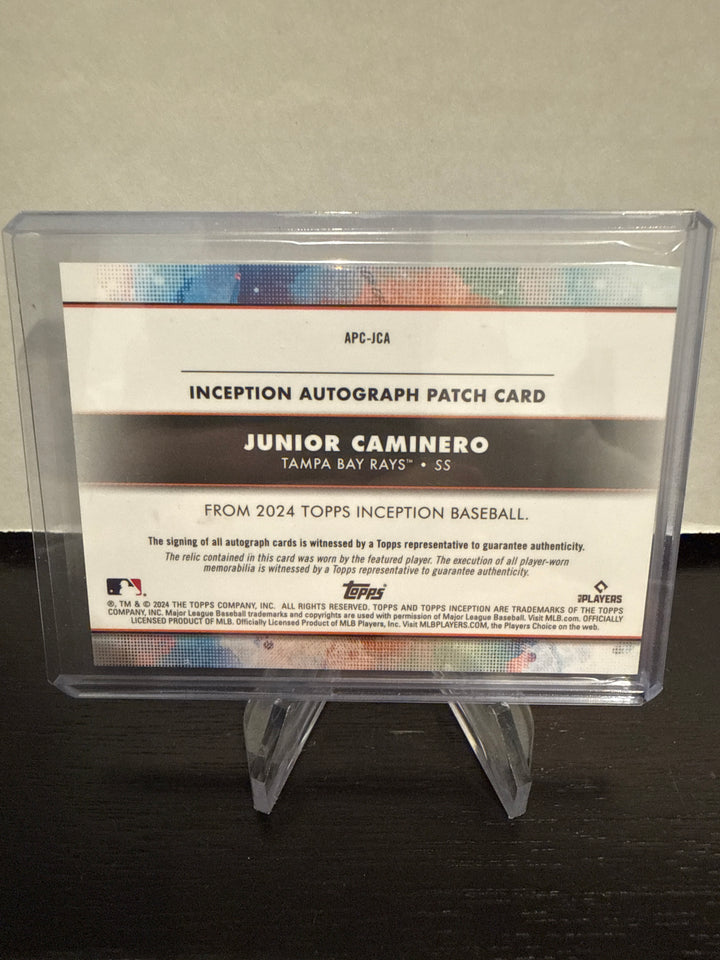 APC-JCA
INCEPTION AUTOGRAPH PATCH CARD
JUNIOR CAMINERO
TAMPA BAY RAYS™ • SS
FROM 2024 TOPPS INCEPTION BASEBALL.
The signing of all autograph cards is witnessed by a Topps representative to guarantee authenticity.
The relic contained in this card was worn by the featured player. The execution of all player-worn
memorabilia is witnessed by a Topps representative to guarantee authenticity.
topps®
PLAYERS
®, TM & © 2024 THE TOPPS COMPANY, INC. ALL RIGHTS RESERVED. TOPPS AND TOPPS INCEPTION ARE TRADEMARKS OF THE TOPPS
COMPANY, INC. Major League Baseball trademarks and copyrights are used with permission of Major League Baseball. Visit MLB.com. OFFICIALLY
LICENSED PRODUCT OF MLB. Officially Licensed Product of MLB Players, Inc. Visit MLBPLAYERS.COM, the Players Choice on the web.